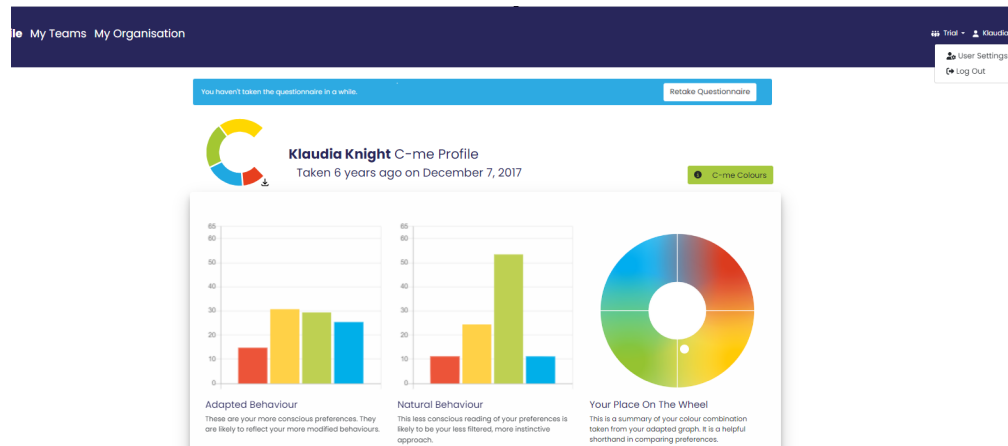 le My Teams My Organisation
Trial Klaudia
User Settings
Log Out
You haven't taken the questionnaire in a while.
Retake Questionnaire
Klaudia Knight C-me Profile
Taken 6 years ago on December 7, 2017
C-me Colours
65
60
50
40
30
20
10
0
65
60
50
40
30
20
10
0
Adapted Behaviour
These are your more conscious preferences. They
are likely to reflect your more modified behaviours.
Natural Behaviour
This less conscious reading of your preferences is
likely to be your less filtered, more instinctive
approach.
Your Place On The Wheel
This is a summary of your colour combination
taken from your adapted graph. It is a helpful
shorthand in comparing preferences.